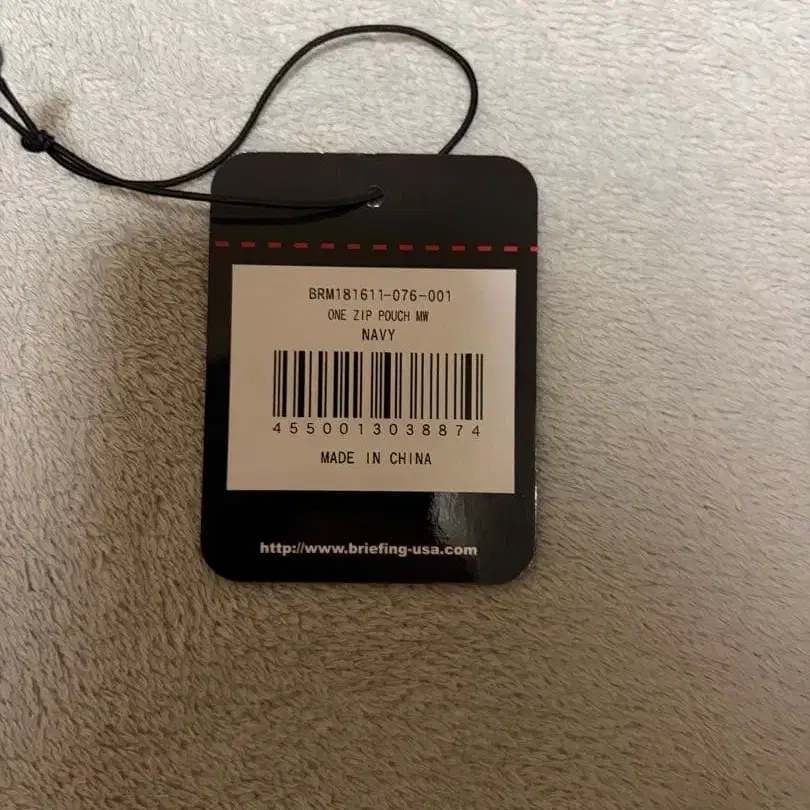 BRM181611-076-001
ONE ZIP POUCH MW
NAVY
4550013038874
MADE IN CHINA
http://www.briefing-usa.com